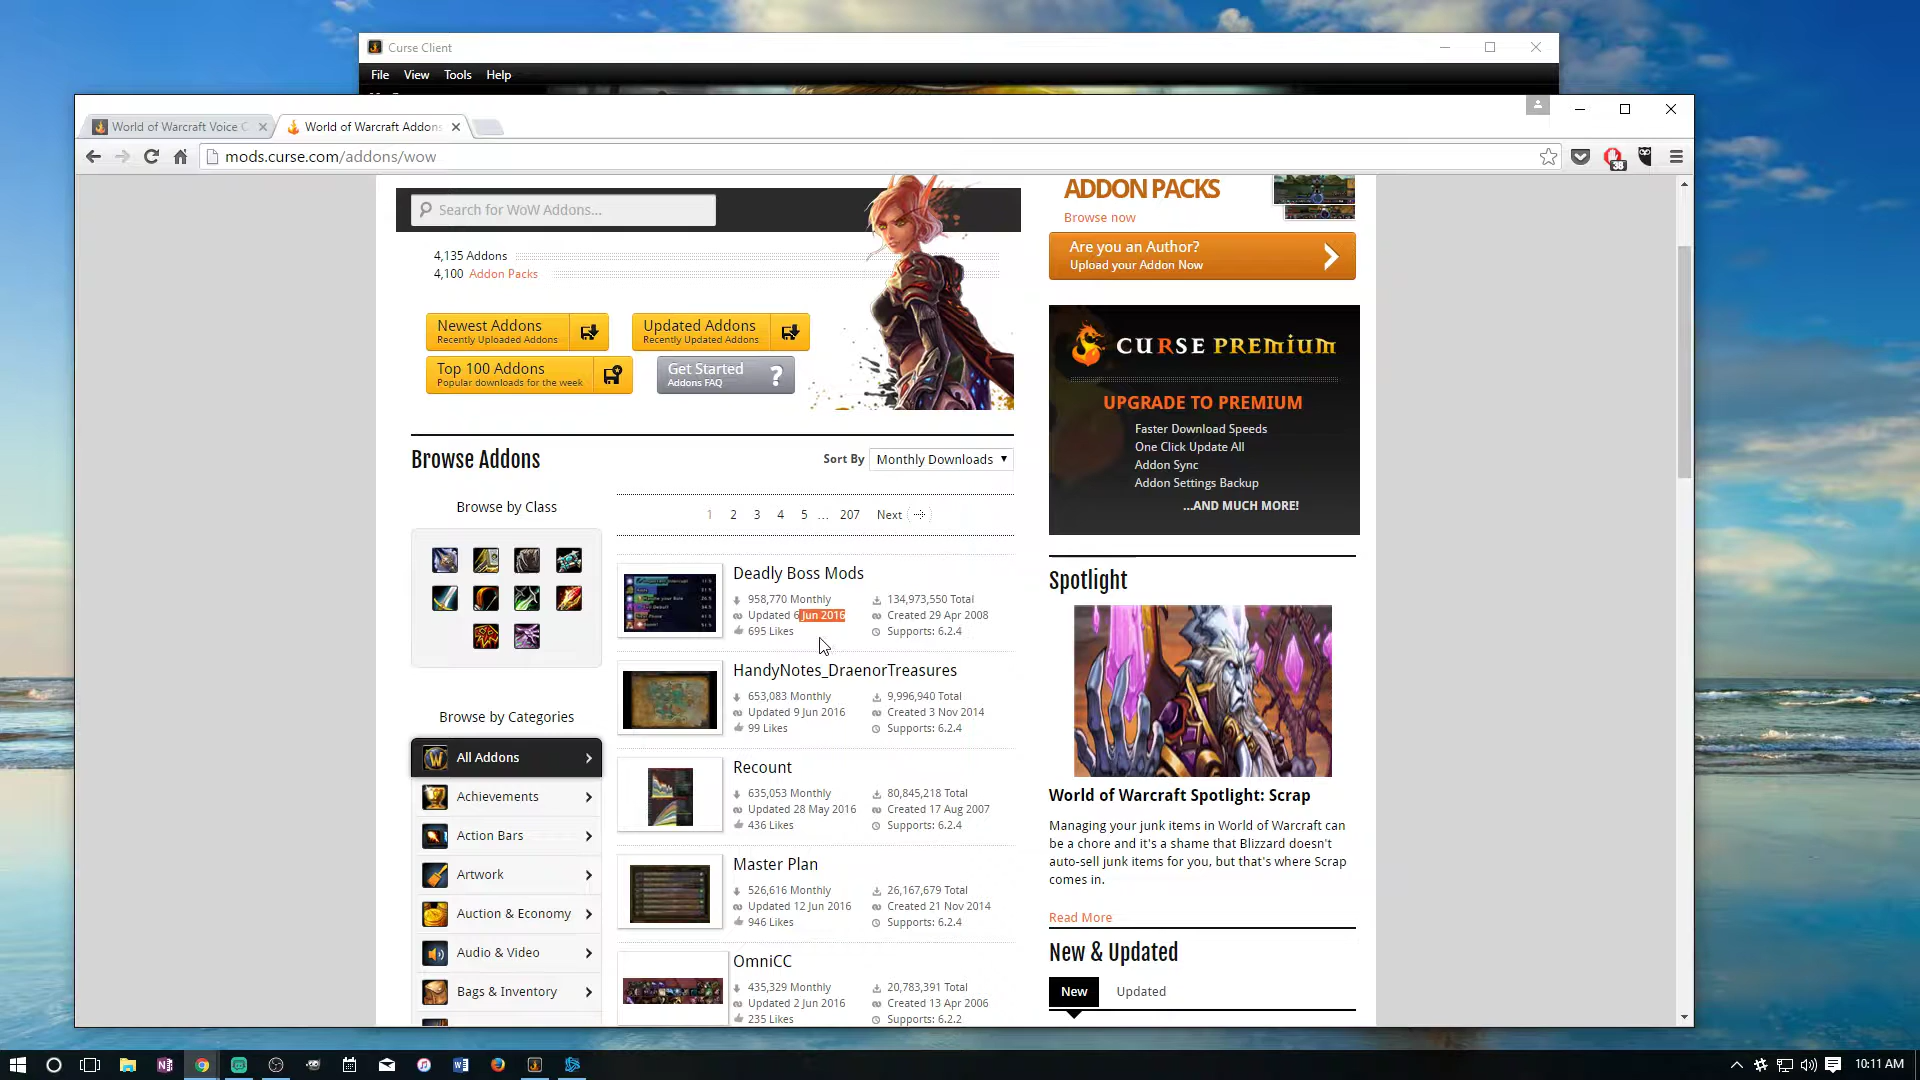 Curse Client
File View Tools Help
World of Warcraft Voice C
World of Warcraft Addons
mods.curse.com/addons/wow
38
Search for WoW Addons...
4,135 Addons
4,100 Addon Packs
Newest Addons
Recently Uploaded Addons
Updated Addons
Recently Updated Addons
Top 100 Addons
Popular downloads for the week
Get Started
Addons FAQ
?
ADDON PACKS
Browse now
Are you an Author?
Upload your Addon Now
CURSE PREMIUM
UPGRADE TO PREMIUM
Faster Download Speeds
One Click Update All
Addon Sync
Addon Settings Backup
...AND MUCH MORE!
Browse Addons
Sort By Monthly Downloads
Browse by Class
1 2 3 4 5 ... 207 Next
Deadly Boss Mods
958,770 Monthly 134,973,550 Total
Updated 6 Jun 2016 Created 29 Apr 2008
695 Likes Supports: 6.2.4
HandyNotes_DraenorTreasures
653,083 Monthly 9,996,940 Total
Updated 9 Jun 2016 Created 3 Nov 2014
99 Likes Supports: 6.2.4
Recount
635,053 Monthly 80,845,218 Total
Updated 28 May 2016 Created 17 Aug 2007
436 Likes Supports: 6.2.4
Master Plan
526,616 Monthly 26,167,679 Total
Updated 12 Jun 2016 Created 21 Nov 2014
946 Likes Supports: 6.2.4
OmniCC
435,329 Monthly 20,783,391 Total
Updated 2 Jun 2016 Created 13 Apr 2006
235 Likes Supports: 6.2.2
Browse by Categories
All Addons
Achievements
Action Bars
Artwork
Auction & Economy
Audio & Video
Bags & Inventory
Spotlight
World of Warcraft Spotlight: Scrap
Managing your junk items in World of Warcraft can
be a chore and it's a shame that Blizzard doesn't
auto-sell junk items for you, but that's where Scrap
comes in.
Read More
New & Updated
New Updated
10:11 AM